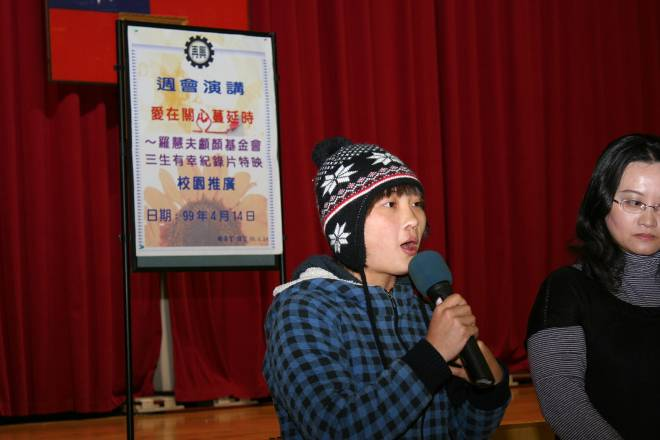 再興
週會演講
愛在關心蔓延時
～羅慧夫顱顏基金會
三生有幸紀錄片特映
校園推廣
日期：99年4月14日